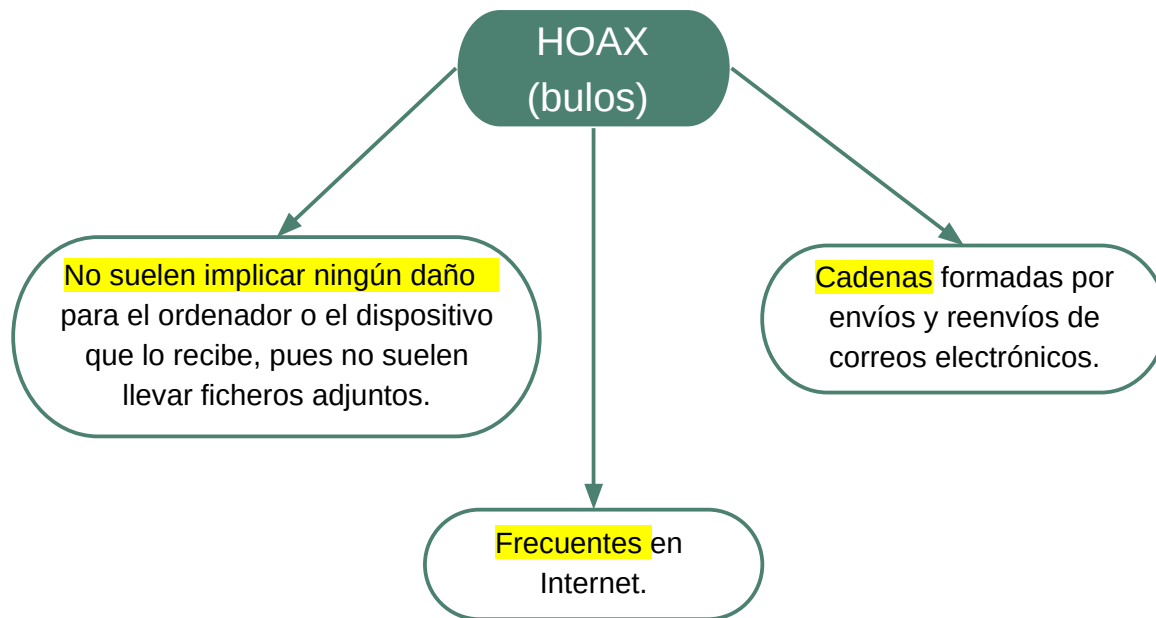 HOAX
(bulos)
No suelen implicar ningún daño
para el ordenador o el dispositivo
que lo recibe, pues no suelen
llevar ficheros adjuntos.
Cadenas formadas por
envíos y reenvíos de
correos electrónicos.
Frecuentes en
Internet.